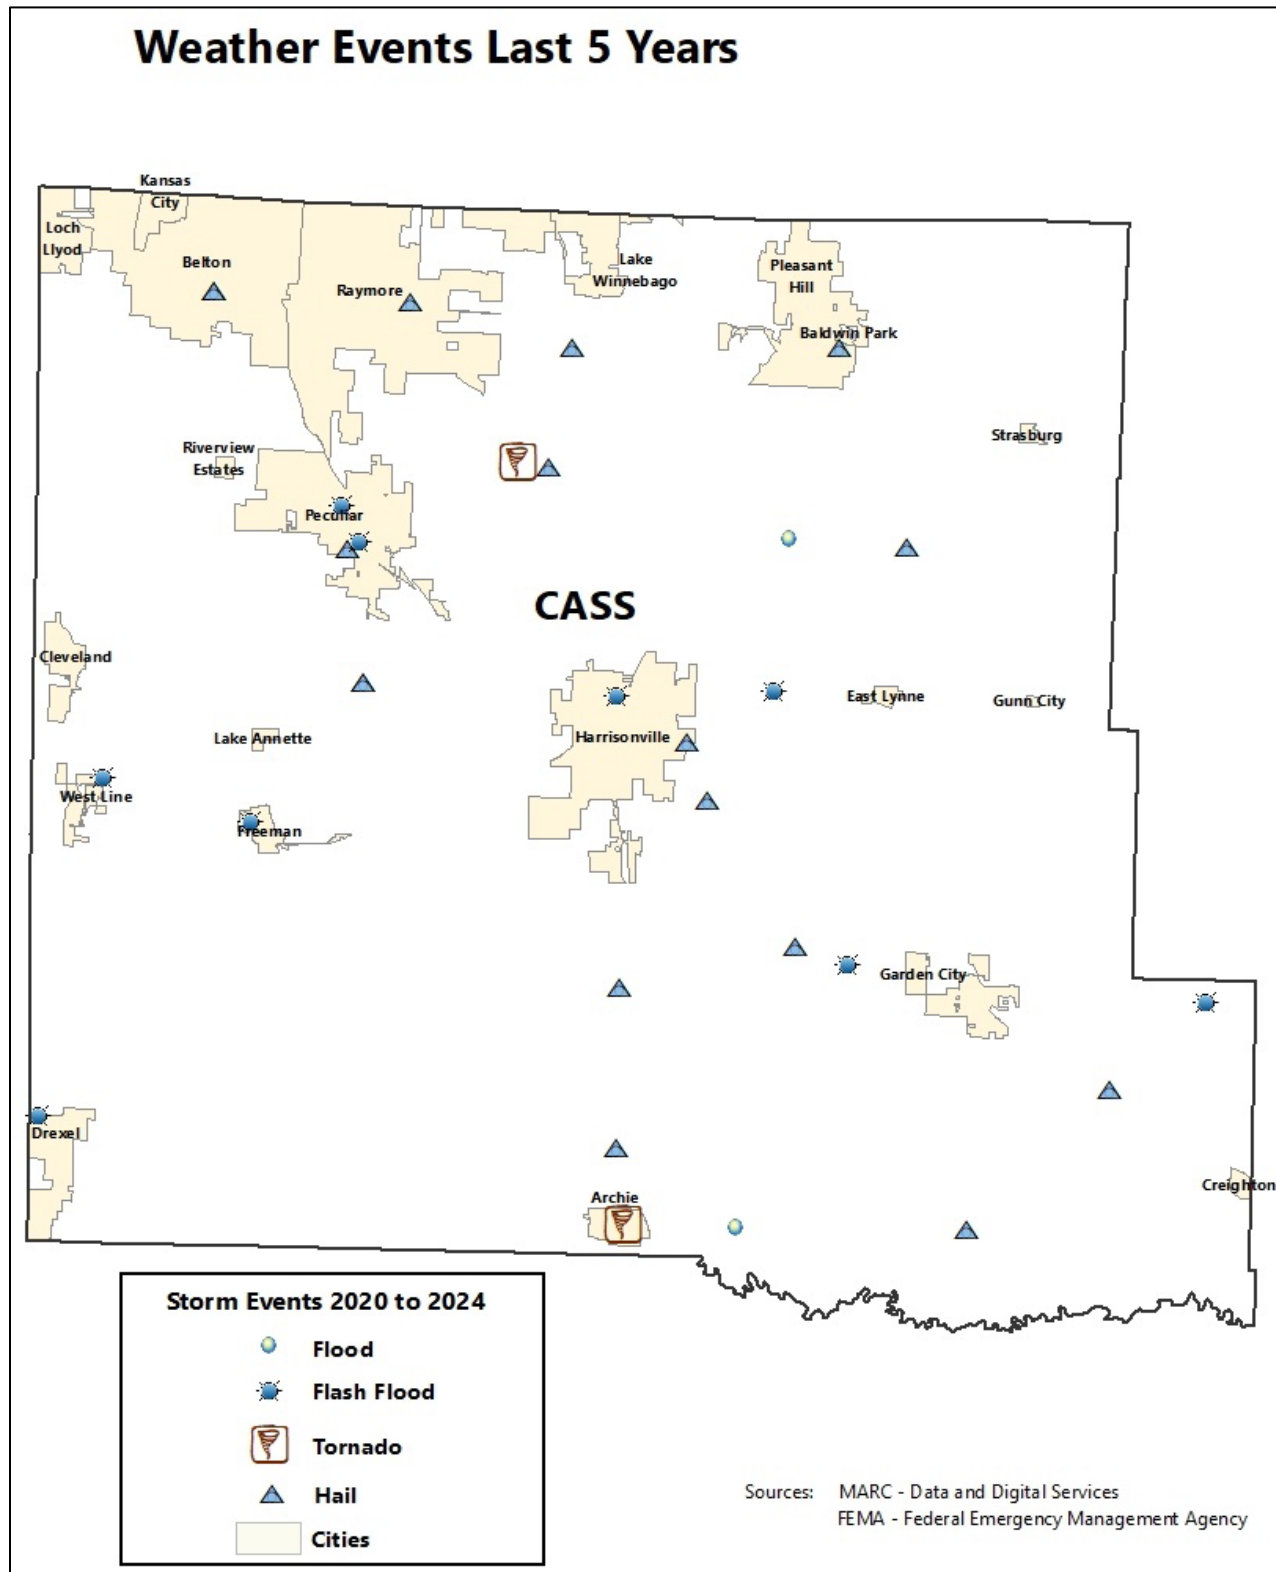 Weather Events Last 5 Years
Kansas
City
Loch
Llyod
Belton
Raymore
Lake
Winnebago
Pleasant
Hill
Baldwin Park
Strasburg
Riverview
Estates
Peculiar
CASS
Cleveland
East Lynne
Gunn City
Lake Annette
Harrisonville
West Line
Freeman
Garden City
Drexel
Creighton
Archie
Storm Events 2020 to 2024
Flood
Flash Flood
Tornado
Hail
Cities
Sources: MARC - Data and Digital Services
FEMA - Federal Emergency Management Agency